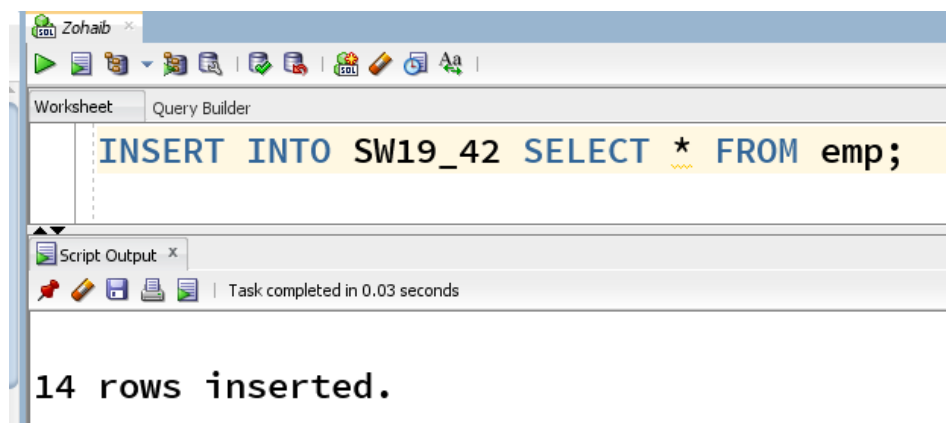 Zohaib
Worksheet Query Builder
INSERT INTO SW19_42 SELECT * FROM emp;
Script Output x
Task completed in 0.03 seconds
14 rows inserted.